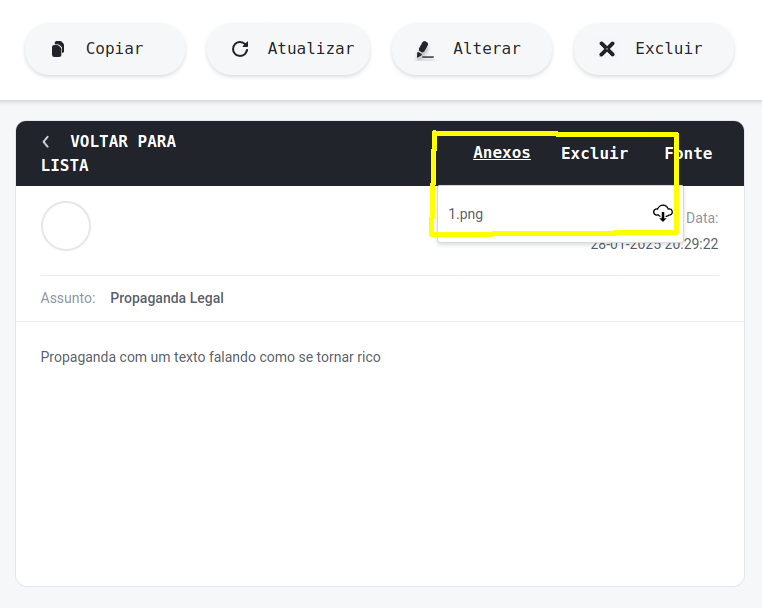 Copiar Atualizar Alterar Excluir
VOLTAR PARA
LISTA
Anexos Excluir Fonte
1.png
Data:
28-01-2025 20:29:22
Assunto: Propaganda Legal
Propaganda com um texto falando como se tornar rico